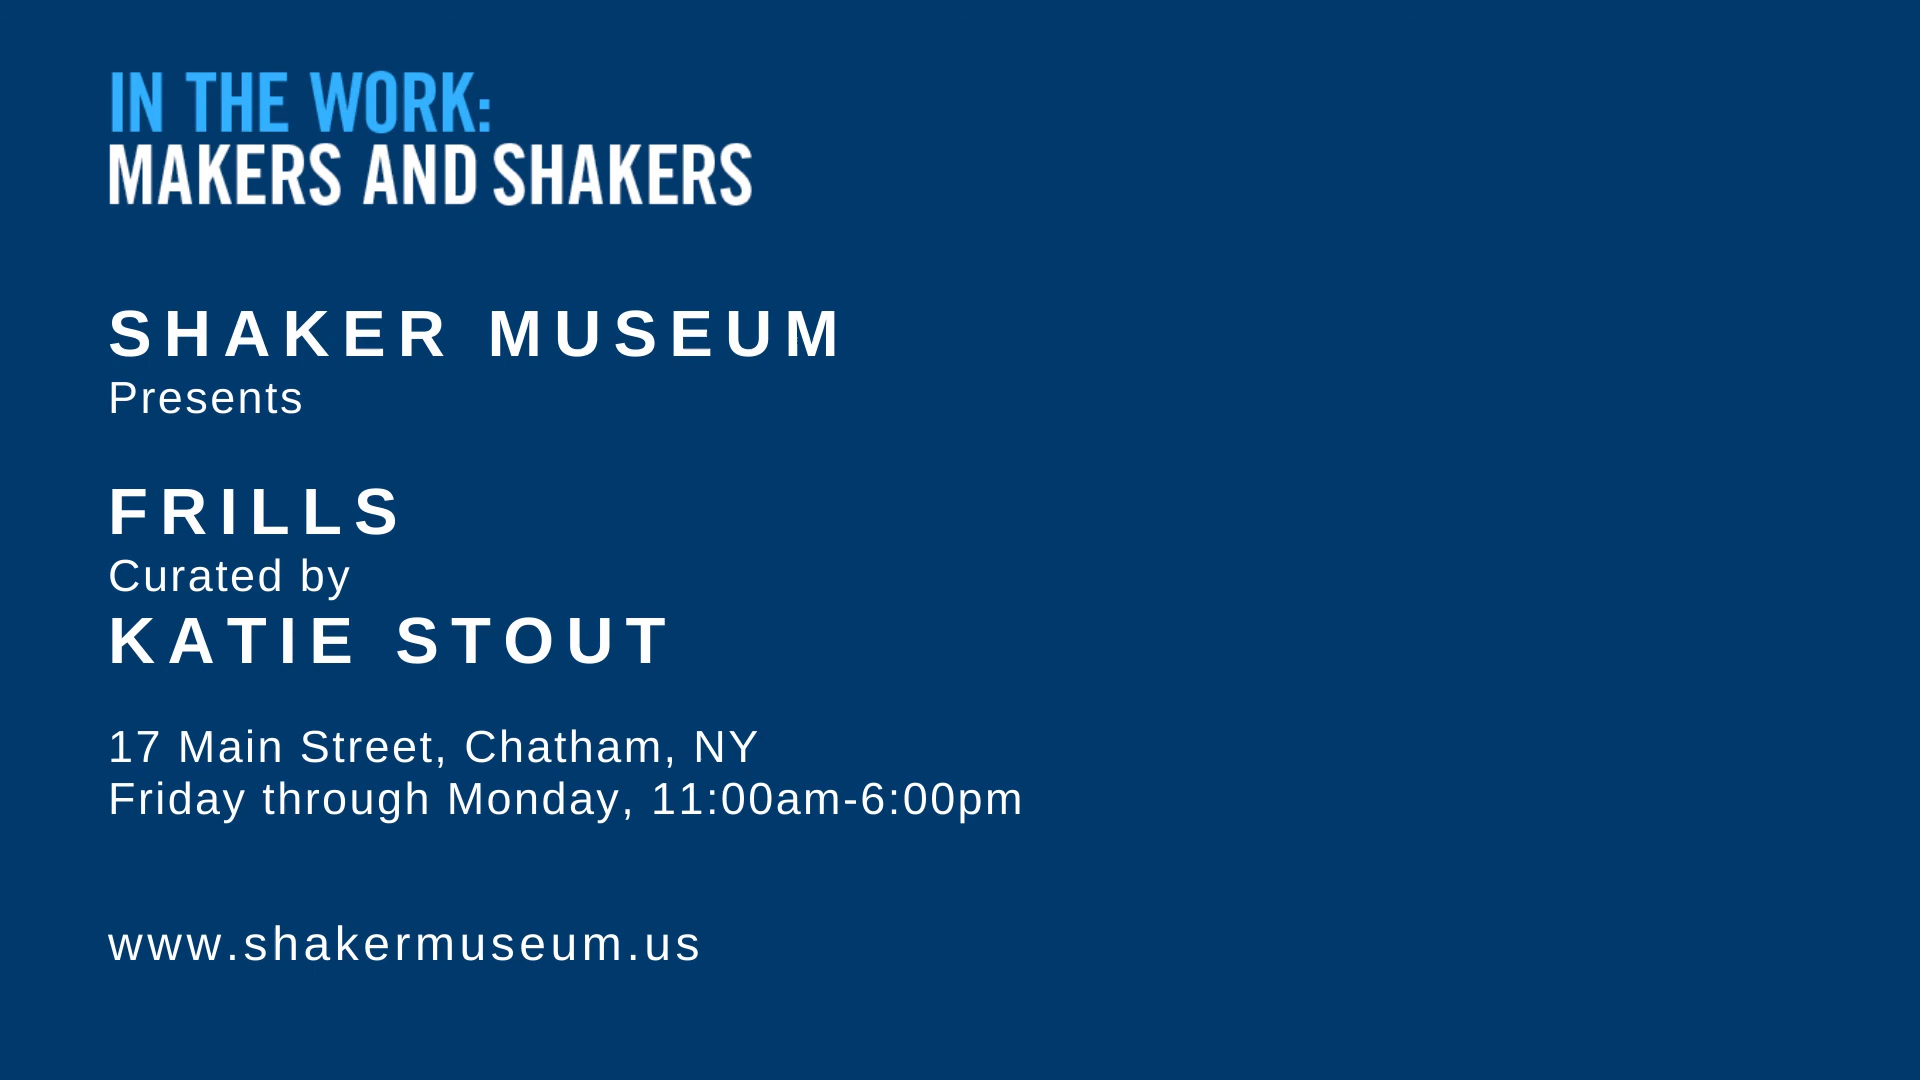 IN THE WORK:
MAKERS AND SHAKERS
SHAKER MUSEUM
Presents
FRILLS
Curated by
KATIE STOUT
17 Main Street, Chatham, NY
Friday through Monday, 11:00am-6:00pm
www.shakermuseum.us